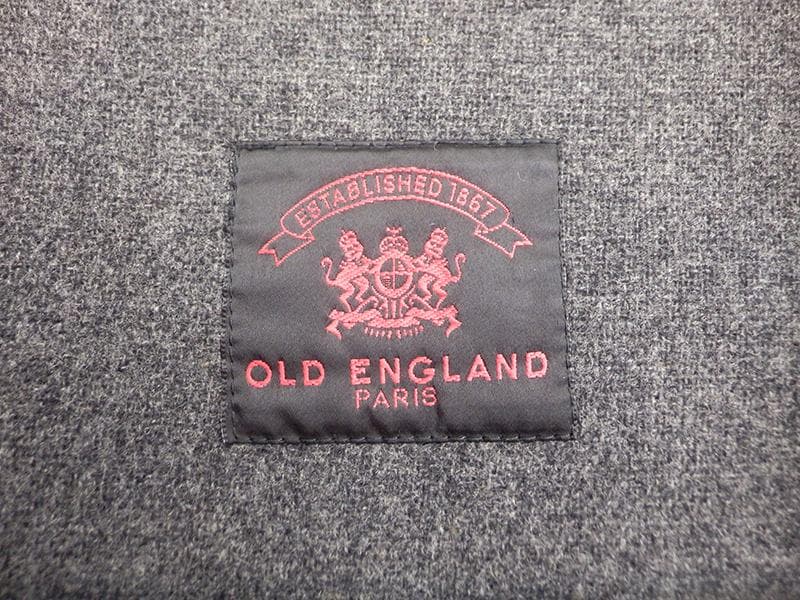 ESTABLISHED 1867
OLD ENGLAND
PARIS